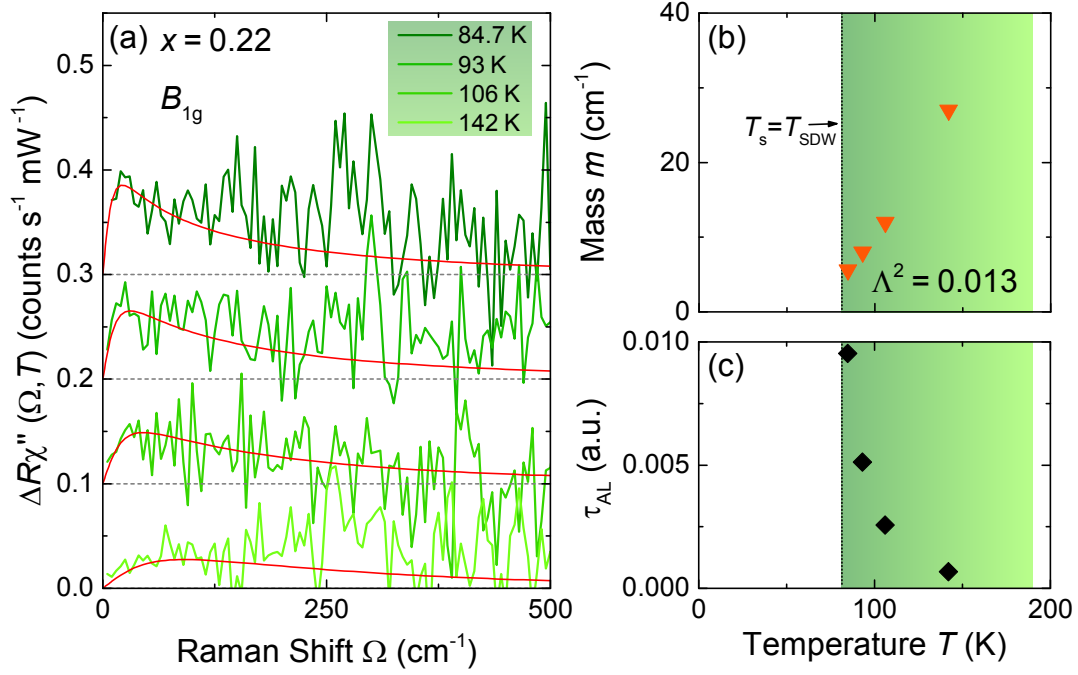 (a) x = 0.22
B1g
84.7 K
93 K
106 K
142 K
0.5
0.4
0.3
0.2
0.1
0.0
ΔRχ'' (Ω,T) (counts s⁻¹ mW⁻¹)
0
250
500
Raman Shift Ω (cm⁻¹)
(b)
40
20
0
Mass m (cm⁻¹)
Ts=TSDW
Λ² = 0.013
(c)
0.010
0.005
0.000
τAL (a.u.)
0
100
200
Temperature T (K)